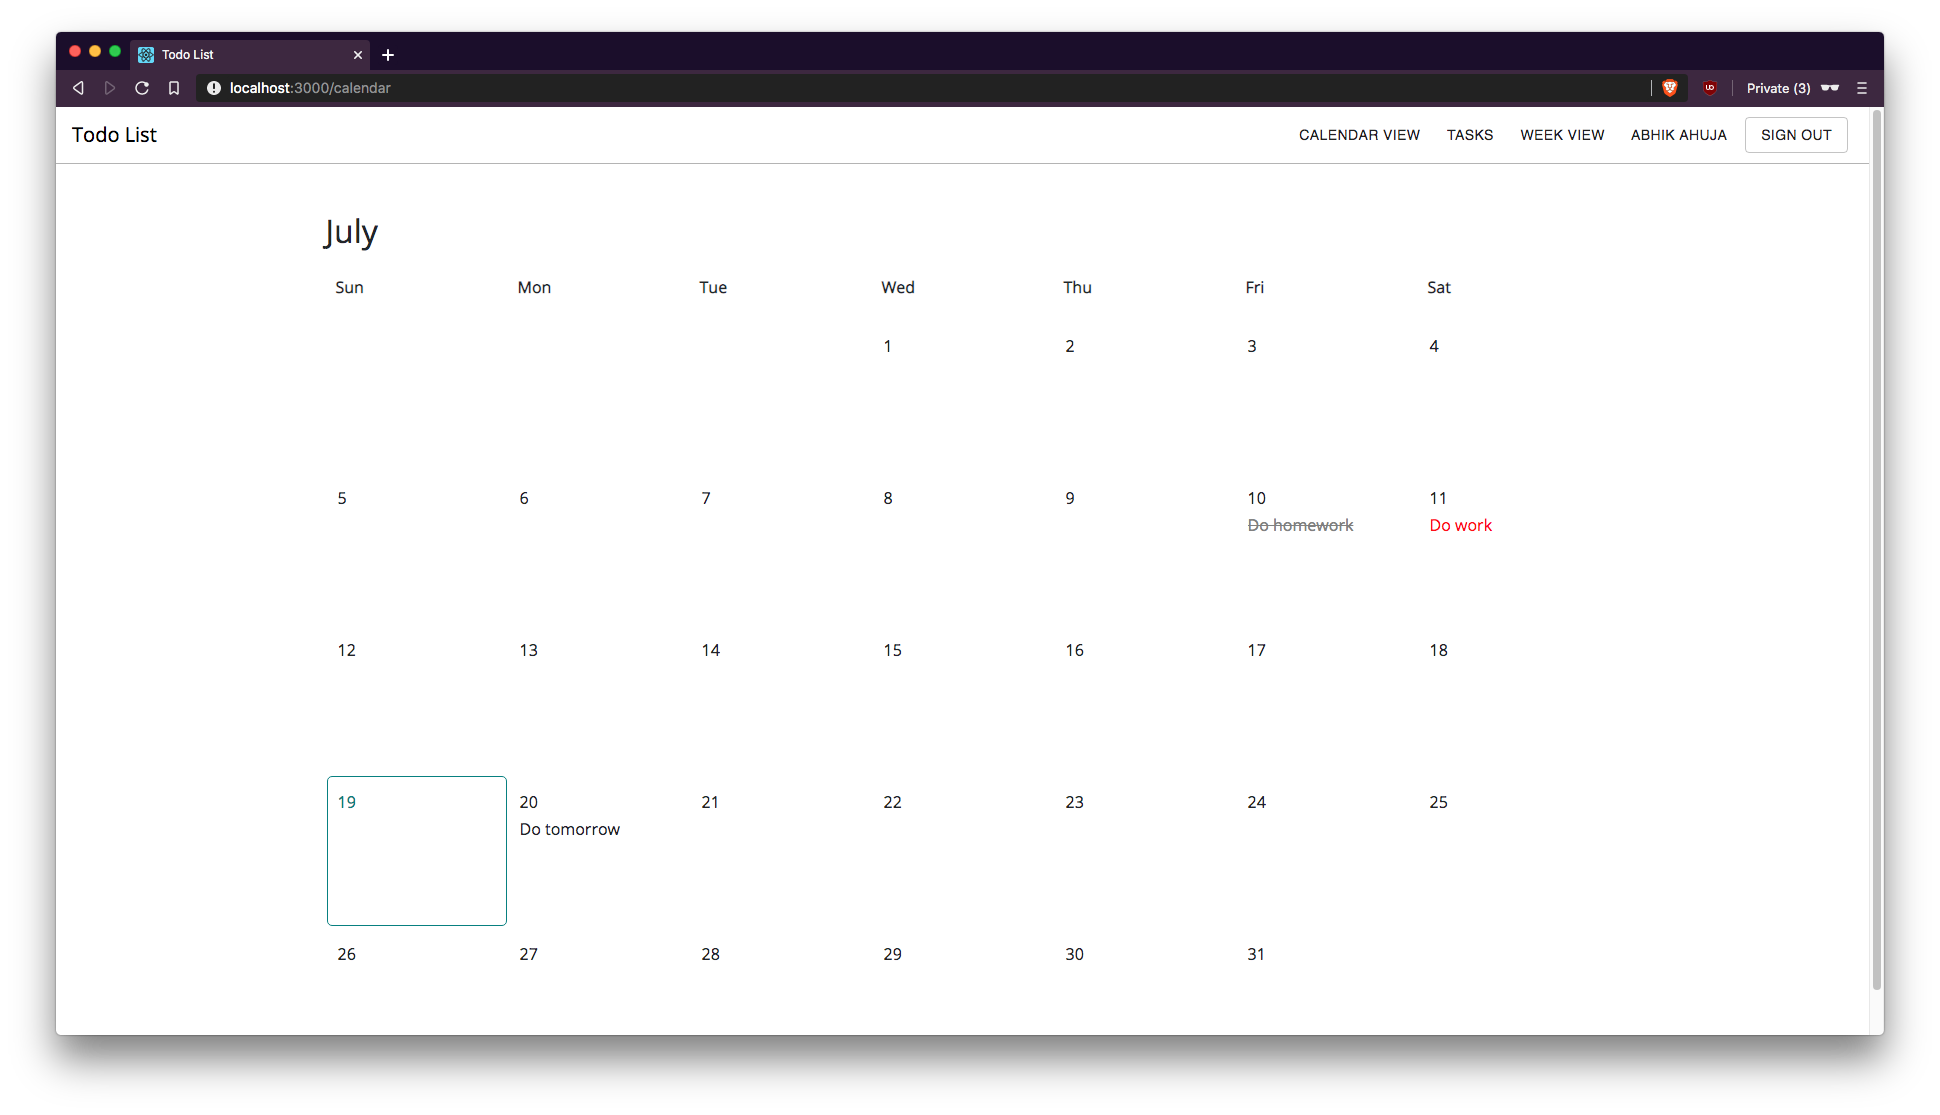 Todo List
localhost:3000/calendar
Private (3)
Todo List
CALENDAR VIEW TASKS WEEK VIEW ABHIK AHUJA SIGN OUT
July
Sun Mon Tue Wed Thu Fri Sat
1 2 3 4
5 6 7 8 9 10 11
Do homework Do work
12 13 14 15 16 17 18
19 20 21 22 23 24 25
Do tomorrow
26 27 28 29 30 31